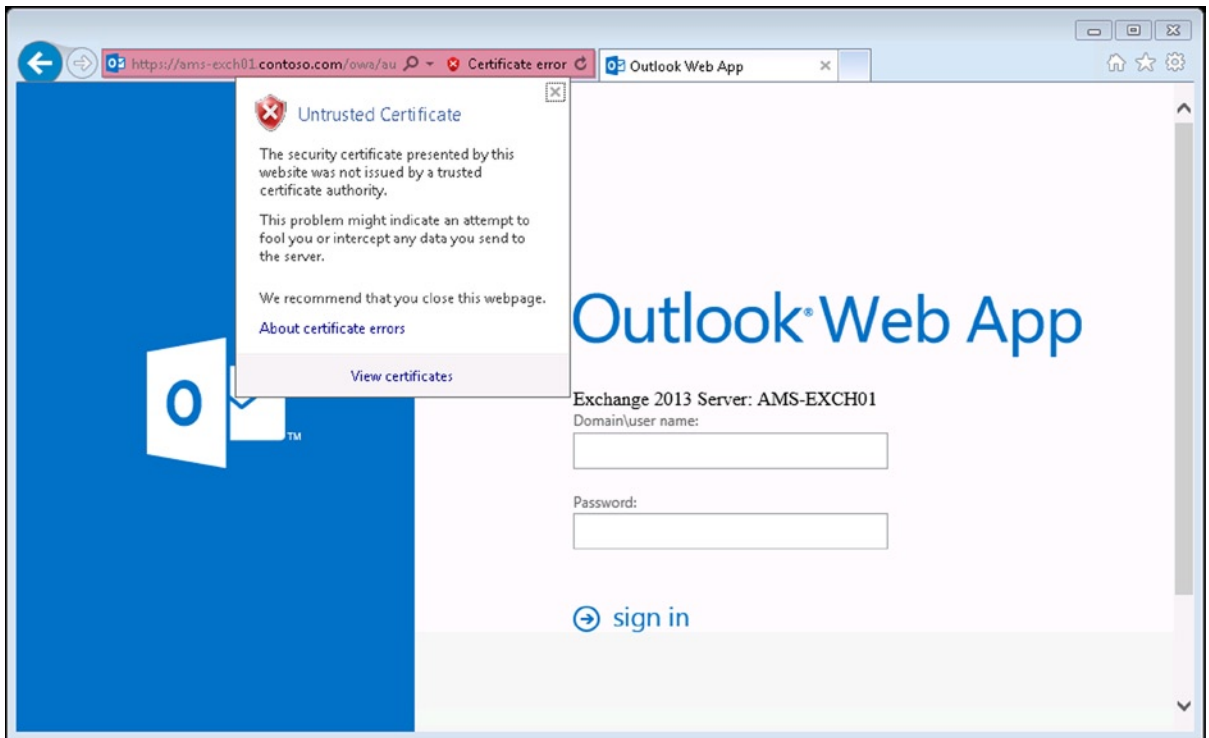 https://ams-exch01.contoso.com/owa/au Certificate error Outlook Web App
Untrusted Certificate
The security certificate presented by this
website was not issued by a trusted
certificate authority.
This problem might indicate an attempt to
fool you or intercept any data you send to
the server.
We recommend that you close this webpage.
About certificate errors
View certificates
O
TM
Outlook® Web App
Exchange 2013 Server: AMS-EXCH01
Domain\user name:
Password:
sign in